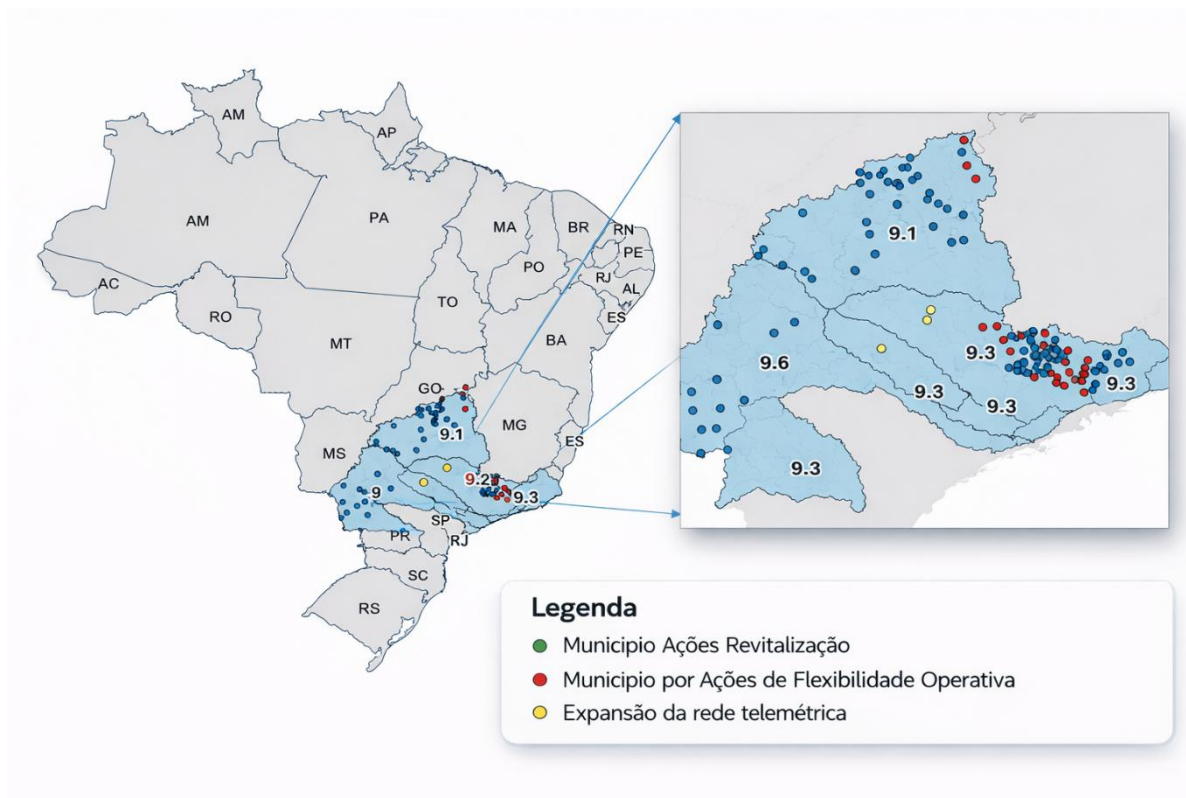 AM
AP
AM
PA
MA
BR
RN
PE
PO
RJ
AL
AC
TO
ES
RO
MT
BA
GO
MG
ES
9.1
MS
9.2
9
9.3
SP
PR
RJ
SC
RS
9.1
9.3
9.6
9.3
9.3
9.3
9.3
Legenda
Municipio Ações Revitalização
Municipio por Ações de Flexibilidade Operativa
Expansão da rede telemétrica